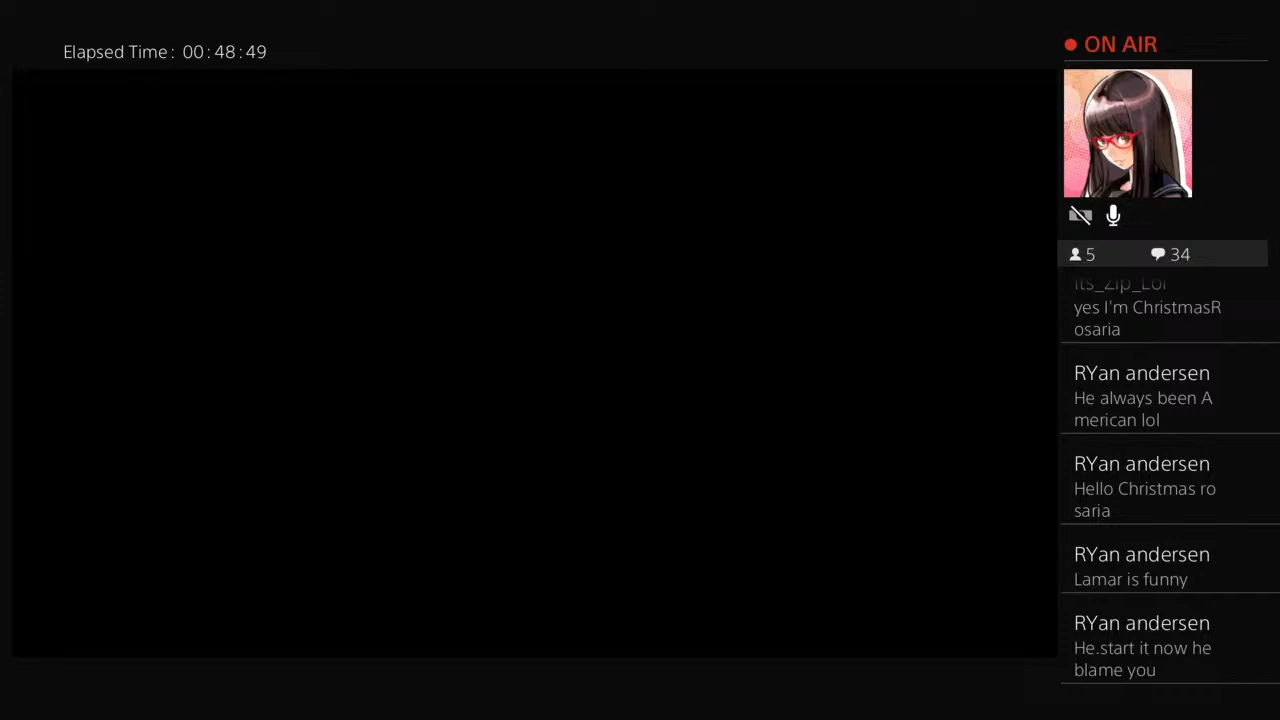 Elapsed Time: 00:48:49
ON AIR
5 34
Its_Zip_Lol
yes I'm ChristmasR
osaria
RYan andersen
He always been A
merican lol
RYan andersen
Hello Christmas ro
saria
RYan andersen
Lamar is funny
RYan andersen
He.start it now he
blame you